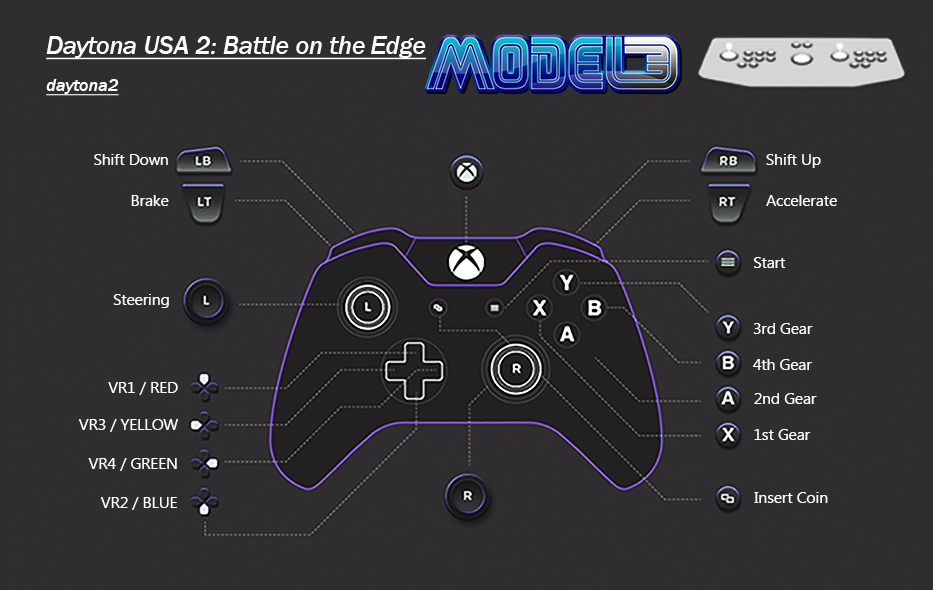 Daytona USA 2: Battle on the Edge
MODEL3
daytona2
Shift Down LB
RB Shift Up
Brake LT
RT Accelerate
Start
Steering L
L
Y
X
B
A
R
Y 3rd Gear
B 4th Gear
A 2nd Gear
X 1st Gear
VR1 / RED
VR3 / YELLOW
VR4 / GREEN
VR2 / BLUE
R
Insert Coin